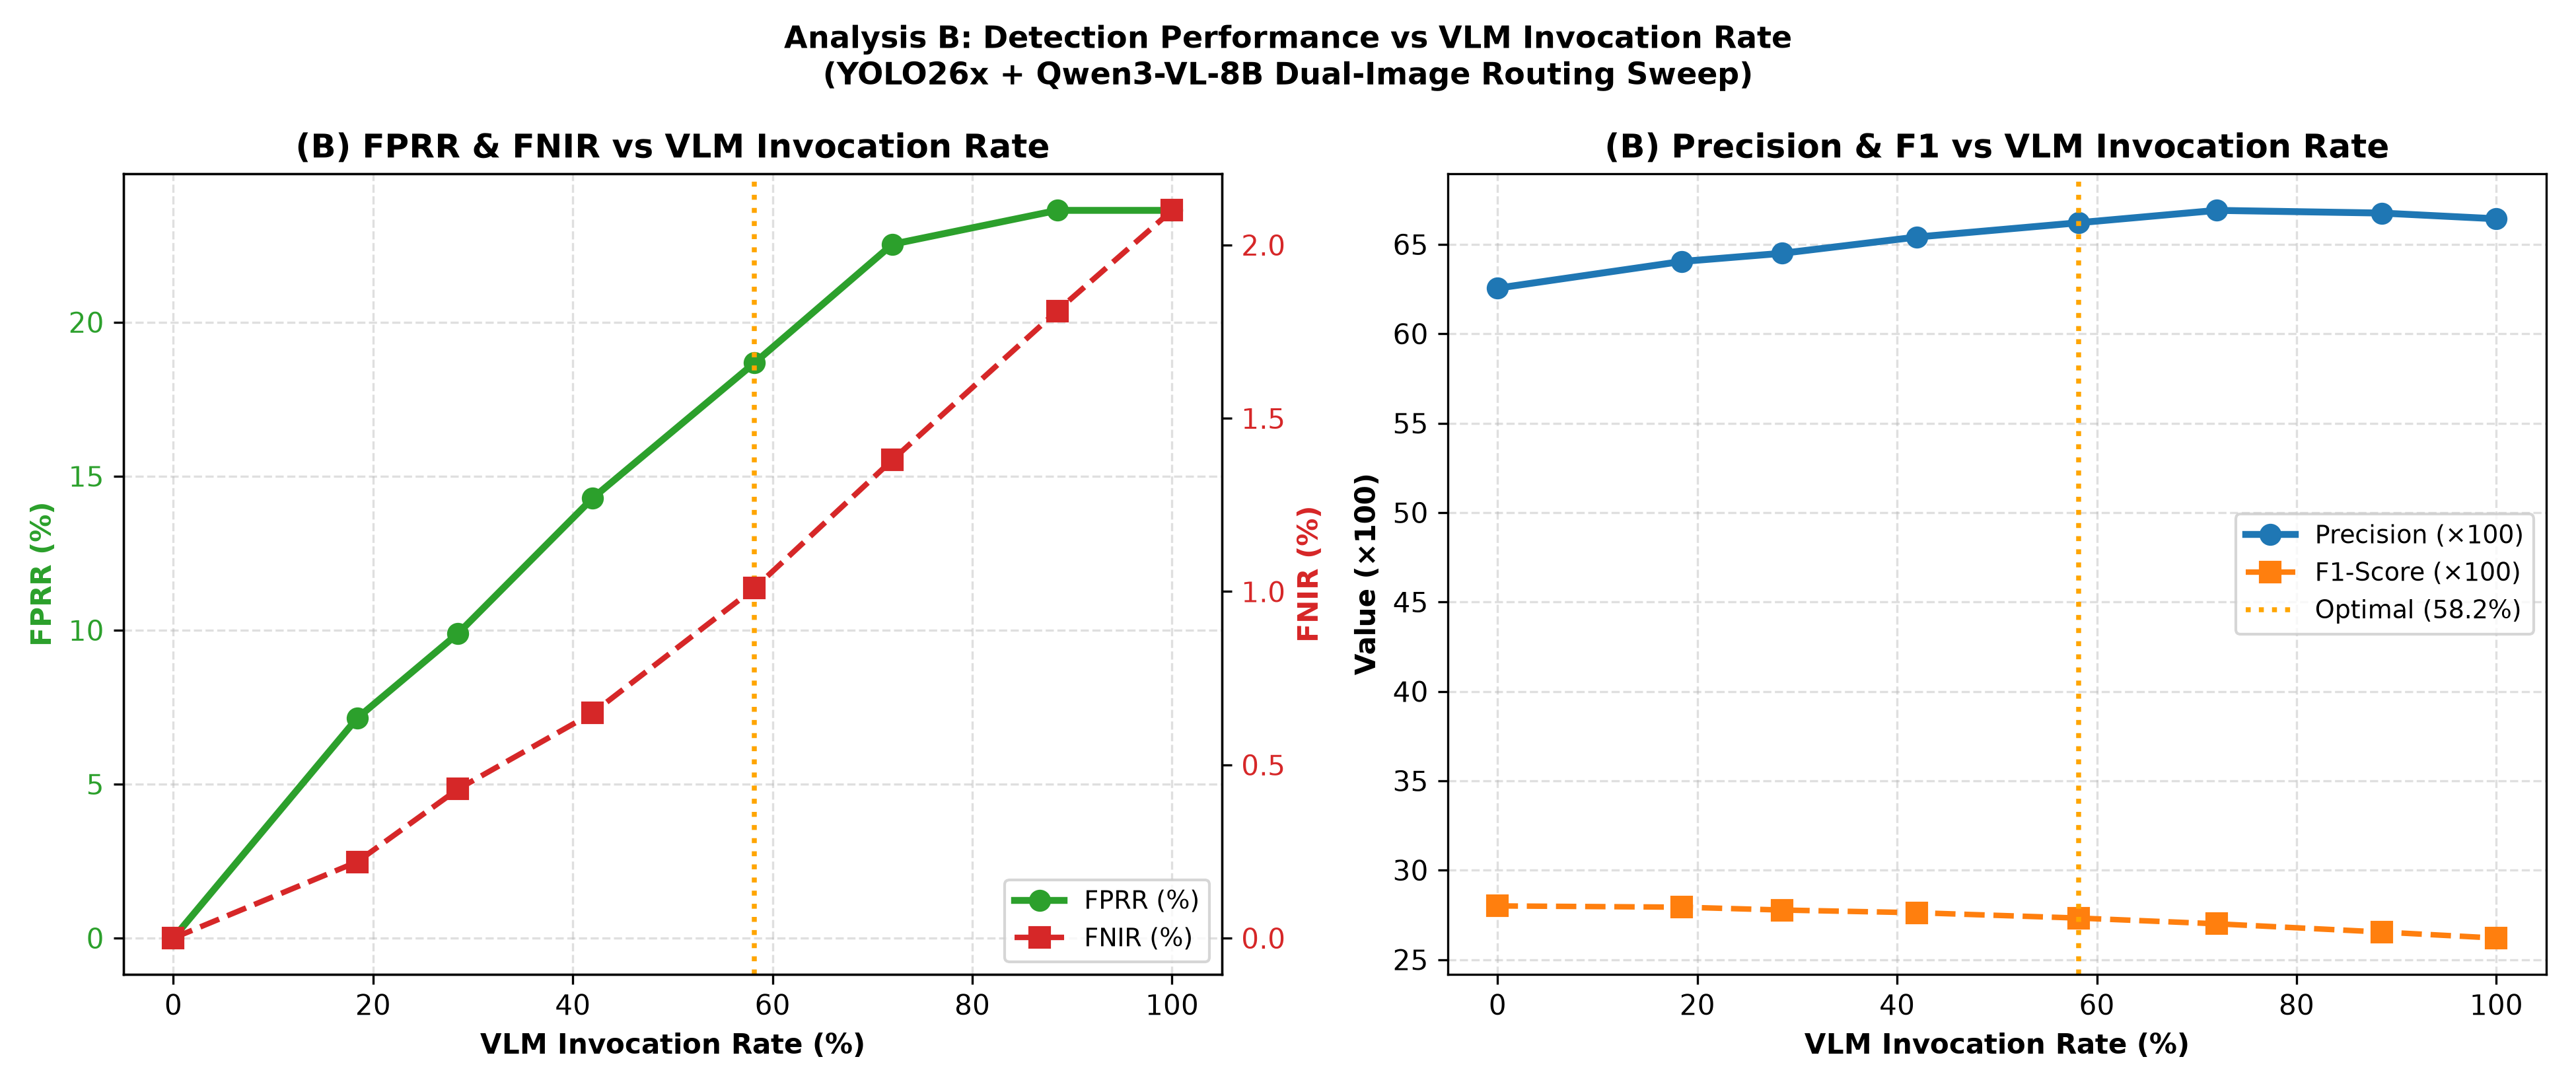 Analysis B: Detection Performance vs VLM Invocation Rate
(YOLO26x + Qwen3-VL-8B Dual-Image Routing Sweep)
(B) FPRR & FNIR vs VLM Invocation Rate
FPRR (%)
20
15
10
5
0
2.0
1.5
1.0
0.5
0.0
FNIR (%)
FPRR (%)
FNIR (%)
0 20 40 60 80 100
VLM Invocation Rate (%)
(B) Precision & F1 vs VLM Invocation Rate
Value (×100)
65
60
55
50
45
40
35
30
25
Precision (×100)
F1-Score (×100)
Optimal (58.2%)
0 20 40 60 80 100
VLM Invocation Rate (%)